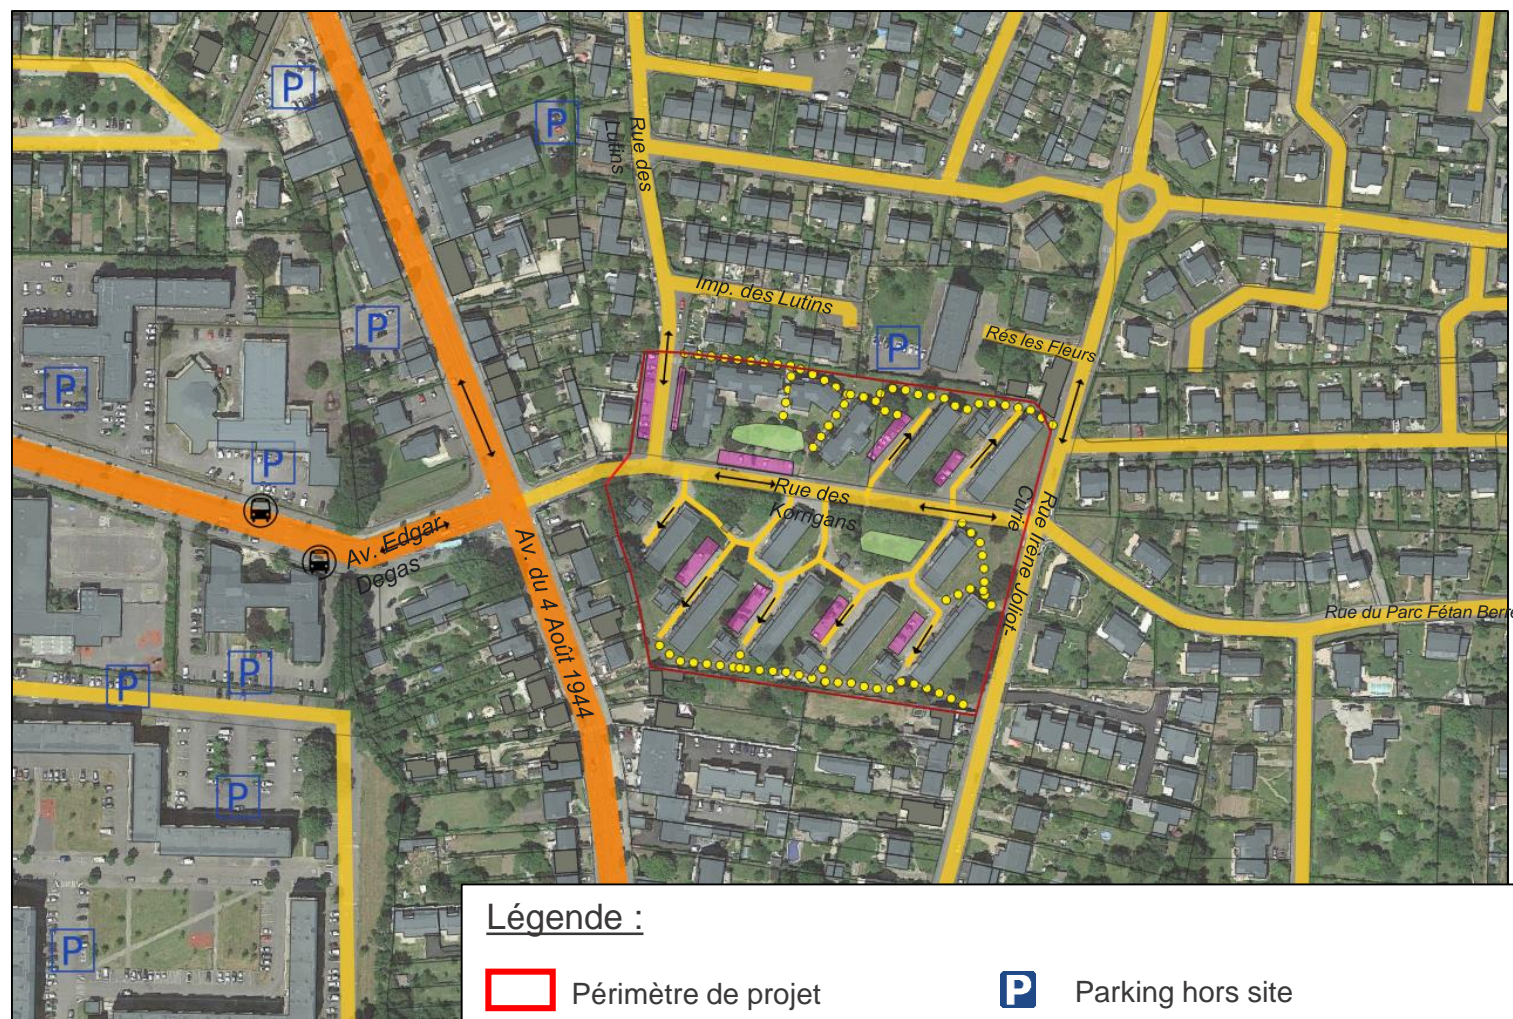 P
P
Rue des
Lutins
Imp. des Lutins
P
P
Rés les Fleurs
P
P
Rue des
Korrigans
Rue Irène Joliot-
Curie
Av. Edgar
Degas
Av. du 4 Août 1944
Rue du Parc Fétan Berre
P
P
P
P
Légende :
Périmètre de projet
P
Parking hors site